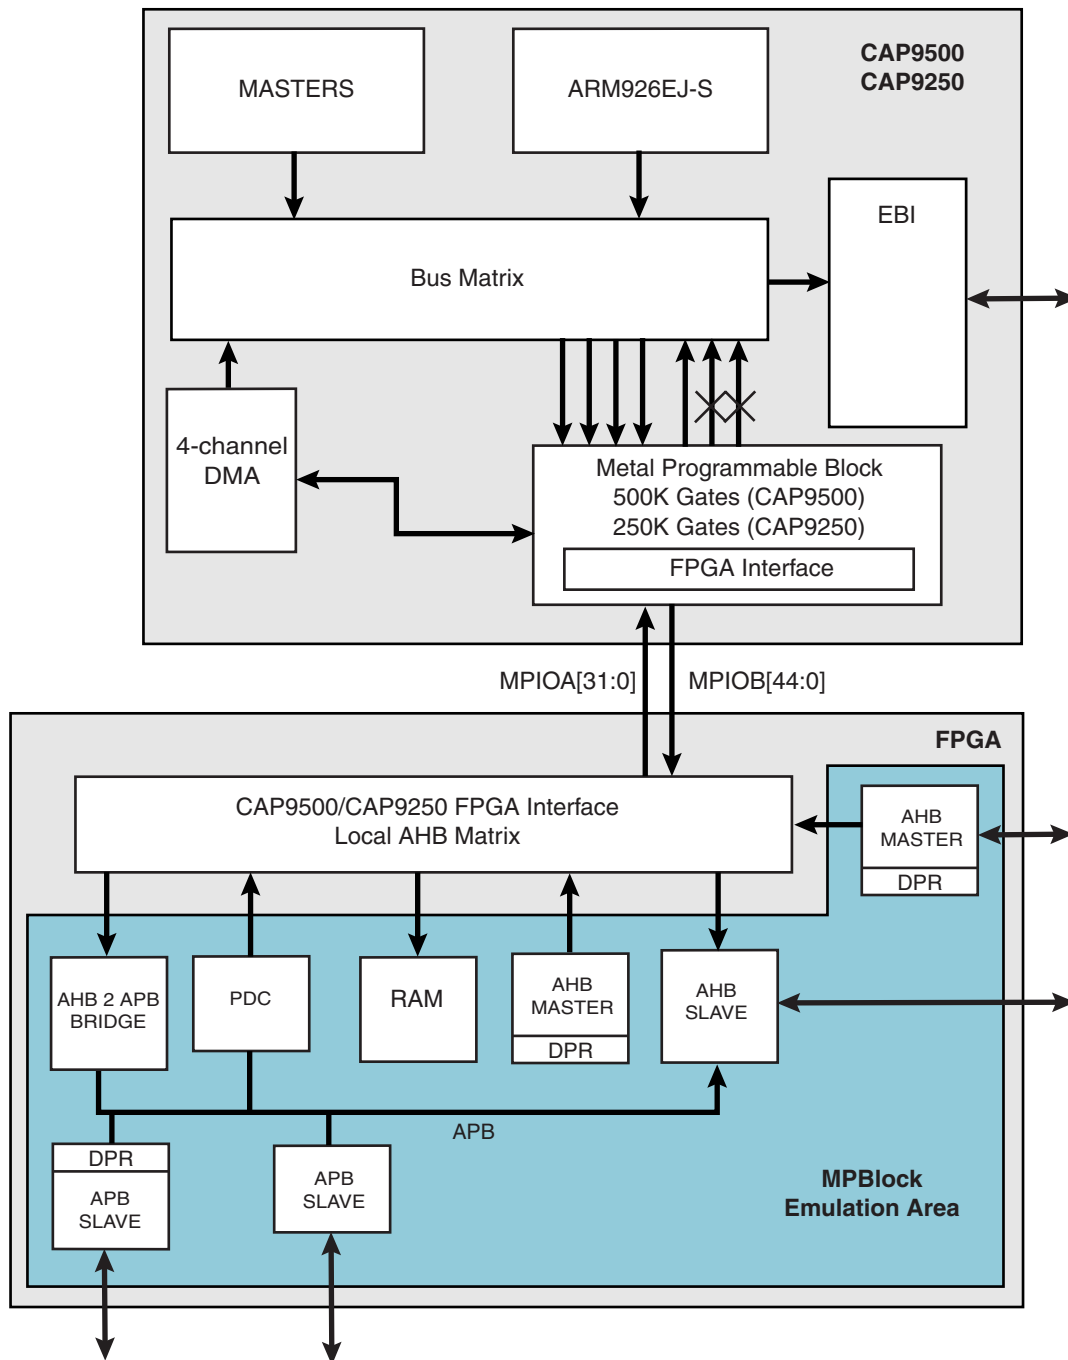 CAP9500
CAP9250
MASTERS
ARM926EJ-S
EBI
Bus Matrix
4-channel
DMA
Metal Programmable Block
500K Gates (CAP9500)
250K Gates (CAP9250)
FPGA Interface
MPIOA[31:0]
MPIOB[44:0]
FPGA
CAP9500/CAP9250 FPGA Interface
Local AHB Matrix
AHB
MASTER
DPR
AHB 2 APB
BRIDGE
PDC
RAM
AHB
MASTER
DPR
AHB
SLAVE
APB
DPR
APB
SLAVE
APB
SLAVE
MPBlock
Emulation Area